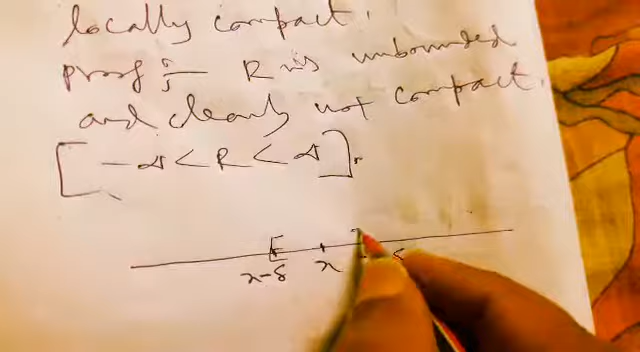 locally compact.
proof :- R is unbounded
and clearly not compact.
[-∞ < R < ∞].
[
x-δ x